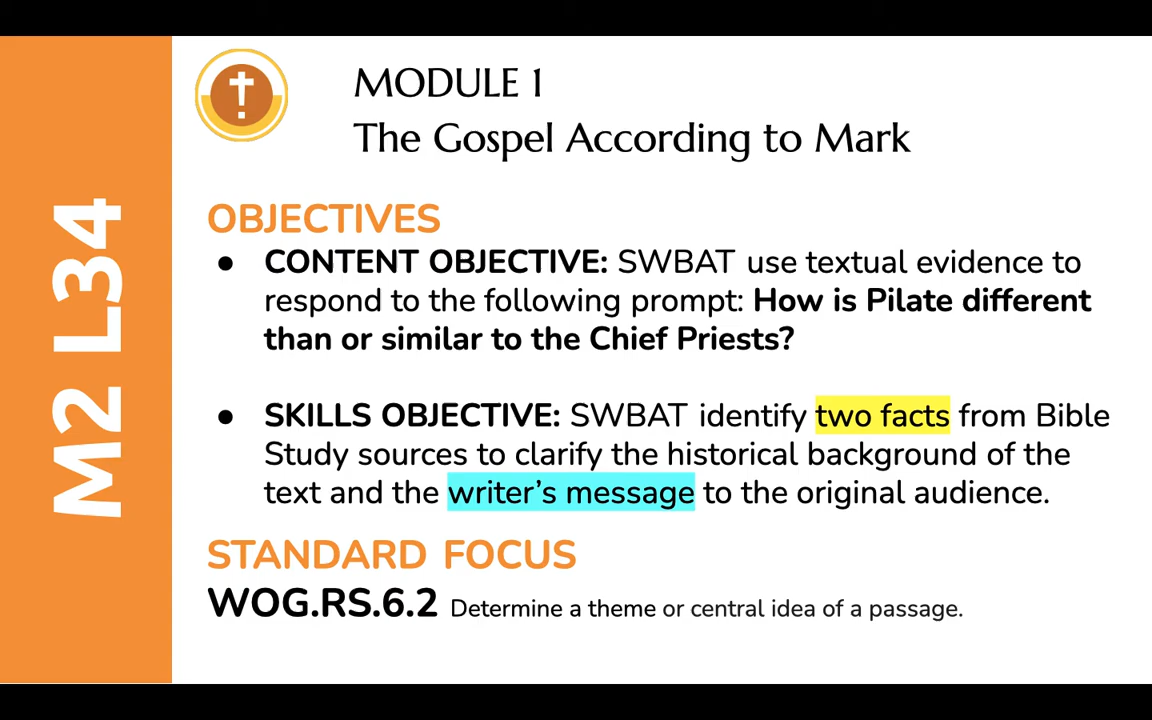 M2 L34
MODULE 1
The Gospel According to Mark
OBJECTIVES
● CONTENT OBJECTIVE: SWBAT use textual evidence to
respond to the following prompt: How is Pilate different
than or similar to the Chief Priests?
● SKILLS OBJECTIVE: SWBAT identify two facts from Bible
Study sources to clarify the historical background of the
text and the writer’s message to the original audience.
STANDARD FOCUS
WOG.RS.6.2 Determine a theme or central idea of a passage.